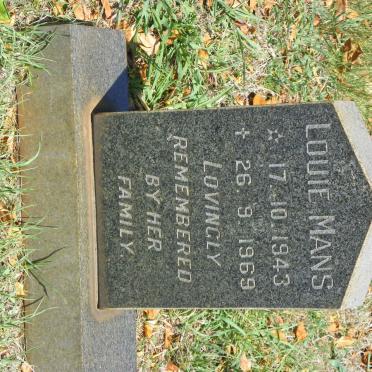 LOUIE MANS
☆ 17.10.1943
✝ 26.9.1969
LOVINGLY
REMEMBERED
BY HER
FAMILY.